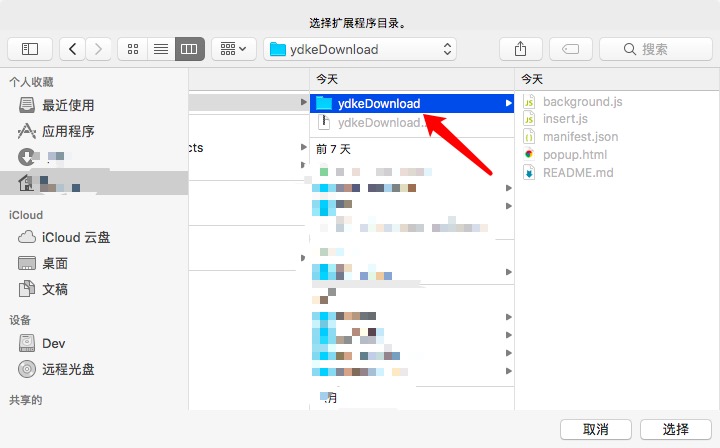 选择扩展程序目录。
ydkeDownload
搜索
个人收藏
最近使用
应用程序
iCloud
iCloud 云盘
桌面
文稿
设备
Dev
远程光盘
共享的
cts
今天
ydkeDownload
ydkeDownload.
前 7 天
月
今天
background.js
insert.js
manifest.json
popup.html
README.md
取消
选择